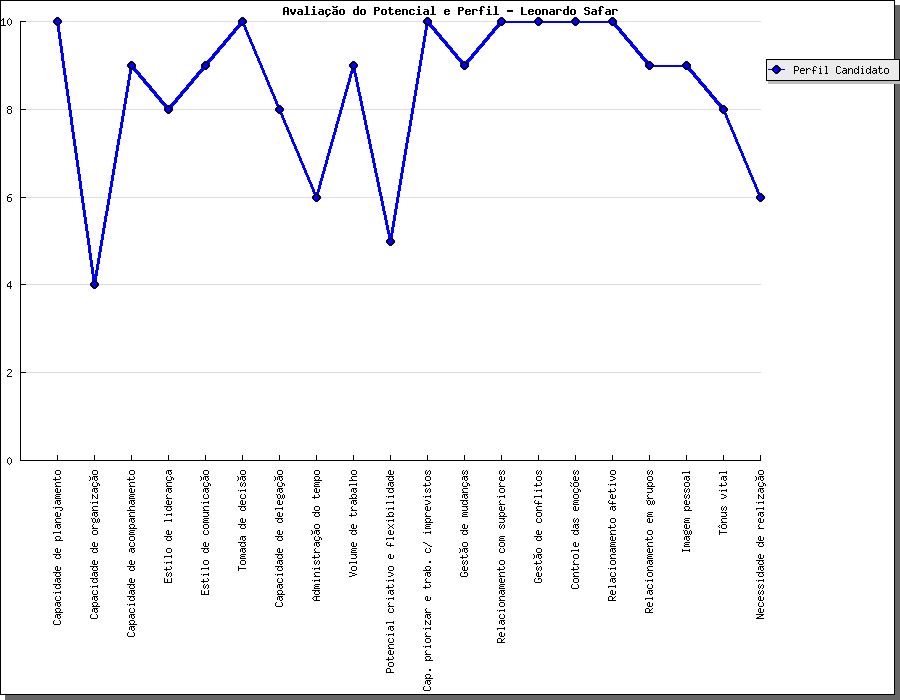 Avaliação do Potencial e Perfil - Leonardo Safar
10
8
6
4
2
0
Perfil Candidato
Capacidade de planejamento
Capacidade de organização
Capacidade de acompanhamento
Estilo de liderança
Estilo de comunicação
Tomada de decisão
Capacidade de delegação
Administração do tempo
Volume de trabalho
Potencial criativo e flexibilidade
Cap. priorizar e trab. c/ imprevistos
Gestão de mudanças
Relacionamento com superiores
Gestão de conflitos
Controle das emoções
Relacionamento afetivo
Relacionamento em grupos
Imagem pessoal
Tônus vital
Necessidade de realização